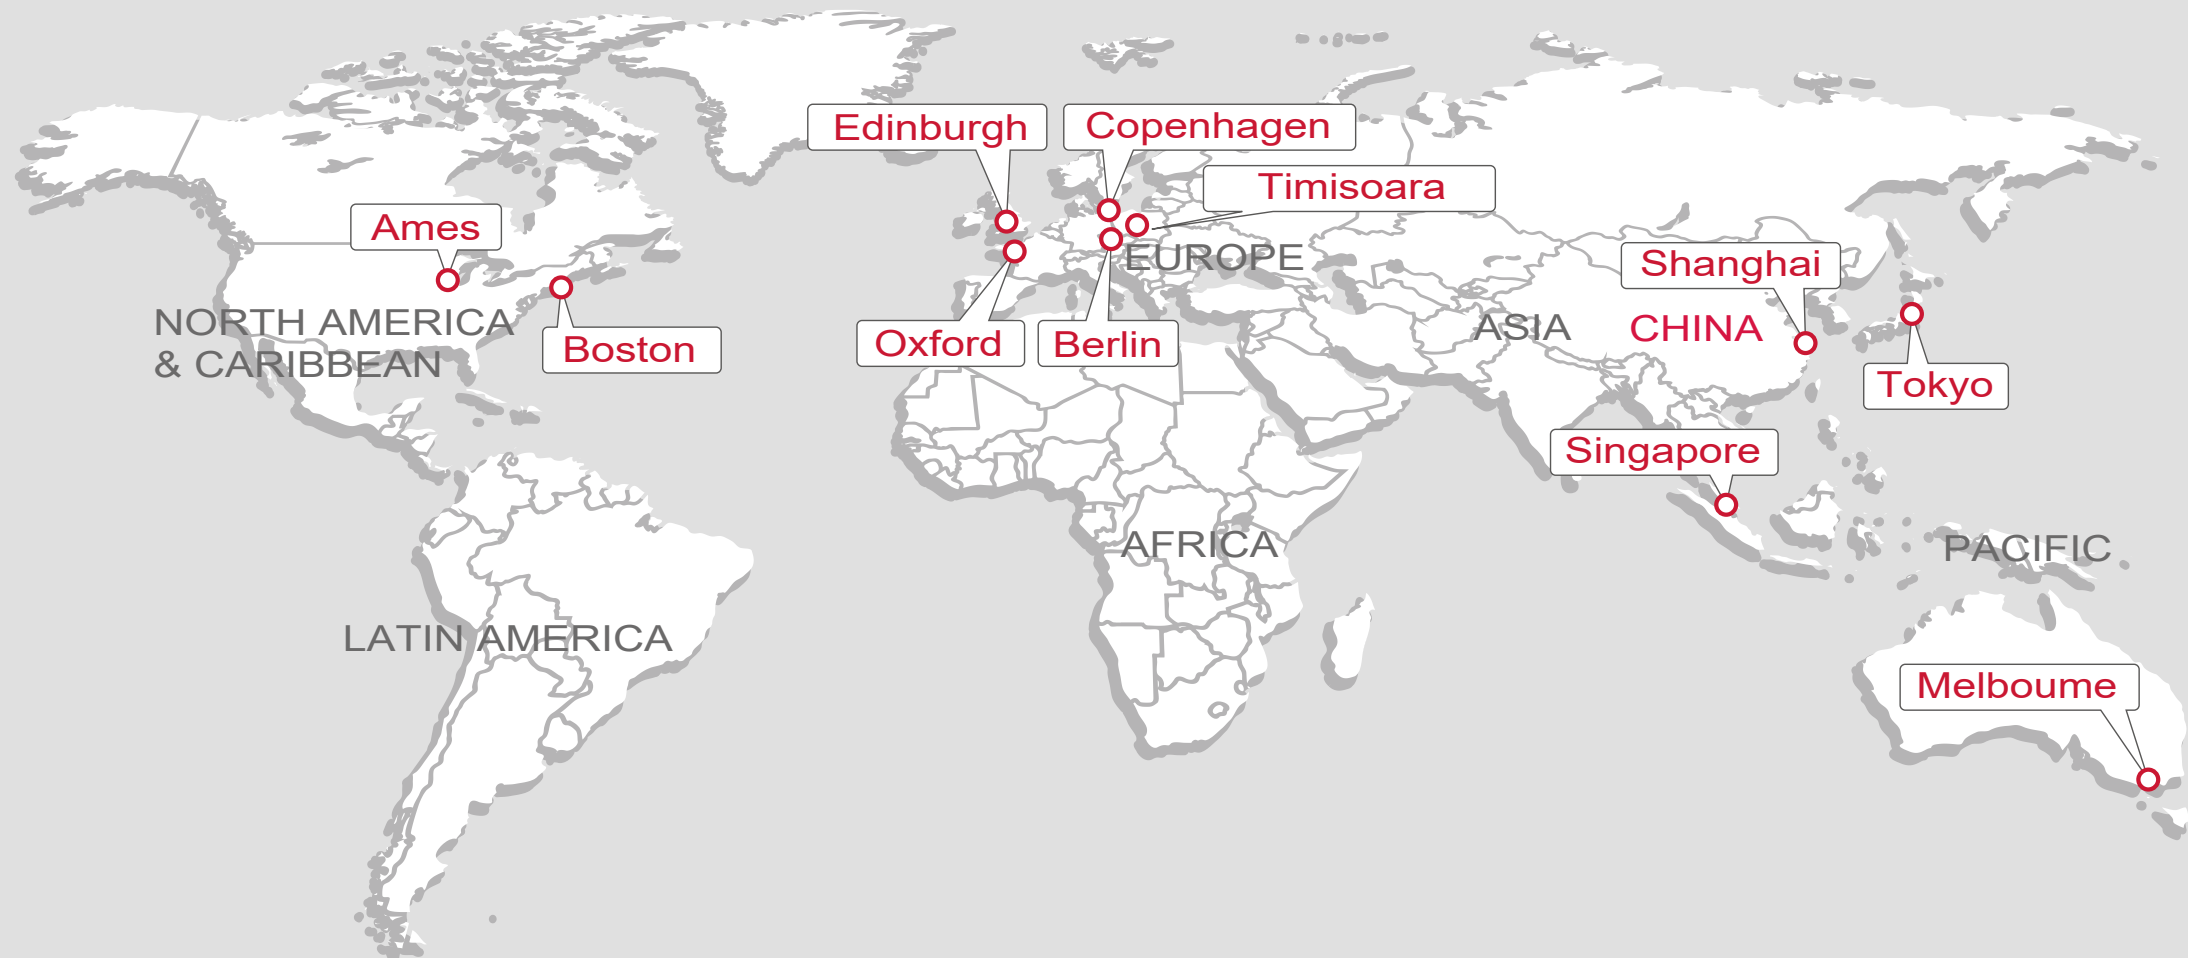 Edinburgh
Copenhagen
Timisoara
Ames
EUROPE
Shanghai
NORTH AMERICA
& CARIBBEAN
Boston
Oxford
Berlin
ASIA
CHINA
Tokyo
Singapore
AFRICA
PACIFIC
LATIN AMERICA
Melboume